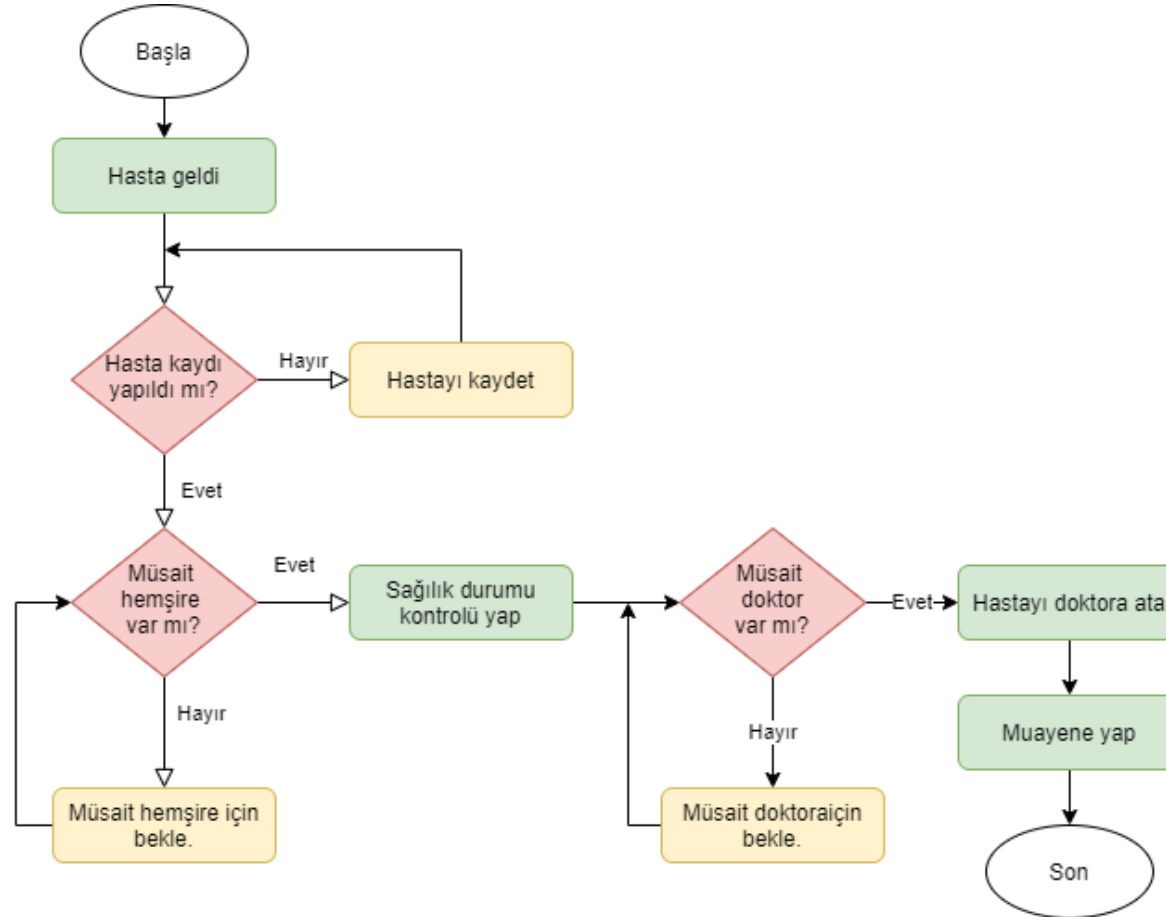 Başla
Hasta geldi
Hasta kaydı
yapıldı mı?
Hayır
Hastayı kaydet
Evet
Müsait
hemşire
var mı?
Evet
Sağılık durumu
kontrolü yap
Müsait
doktor
var mı?
Evet
Hastayı doktora ata
Hayır
Hayır
Muayene yap
Müsait hemşire için
bekle.
Müsait doktoraiçin
bekle.
Son